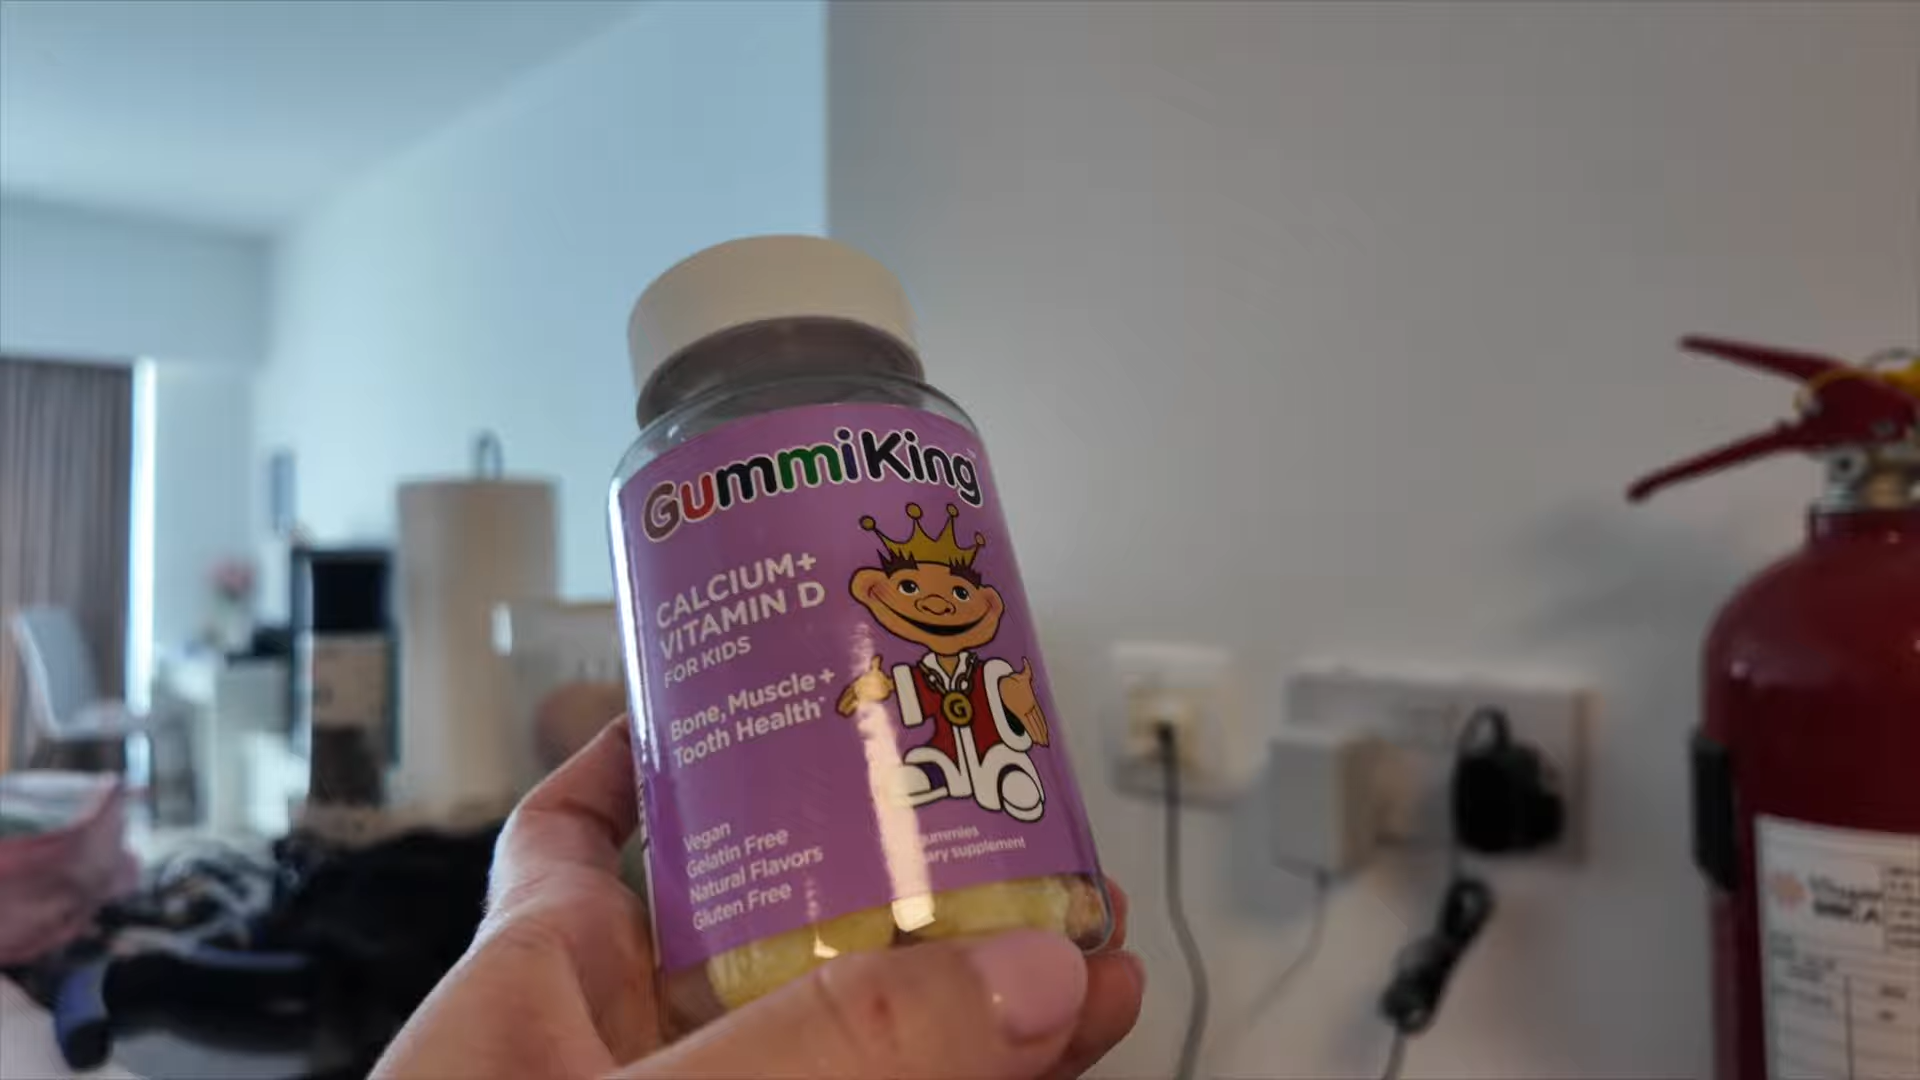 GummiKing
CALCIUM+
VITAMIN D
FOR KIDS
Bone, Muscle+
Tooth Health*
Vegan
Gelatin Free
Natural Flavors
Gluten Free
gummies
supplement
G